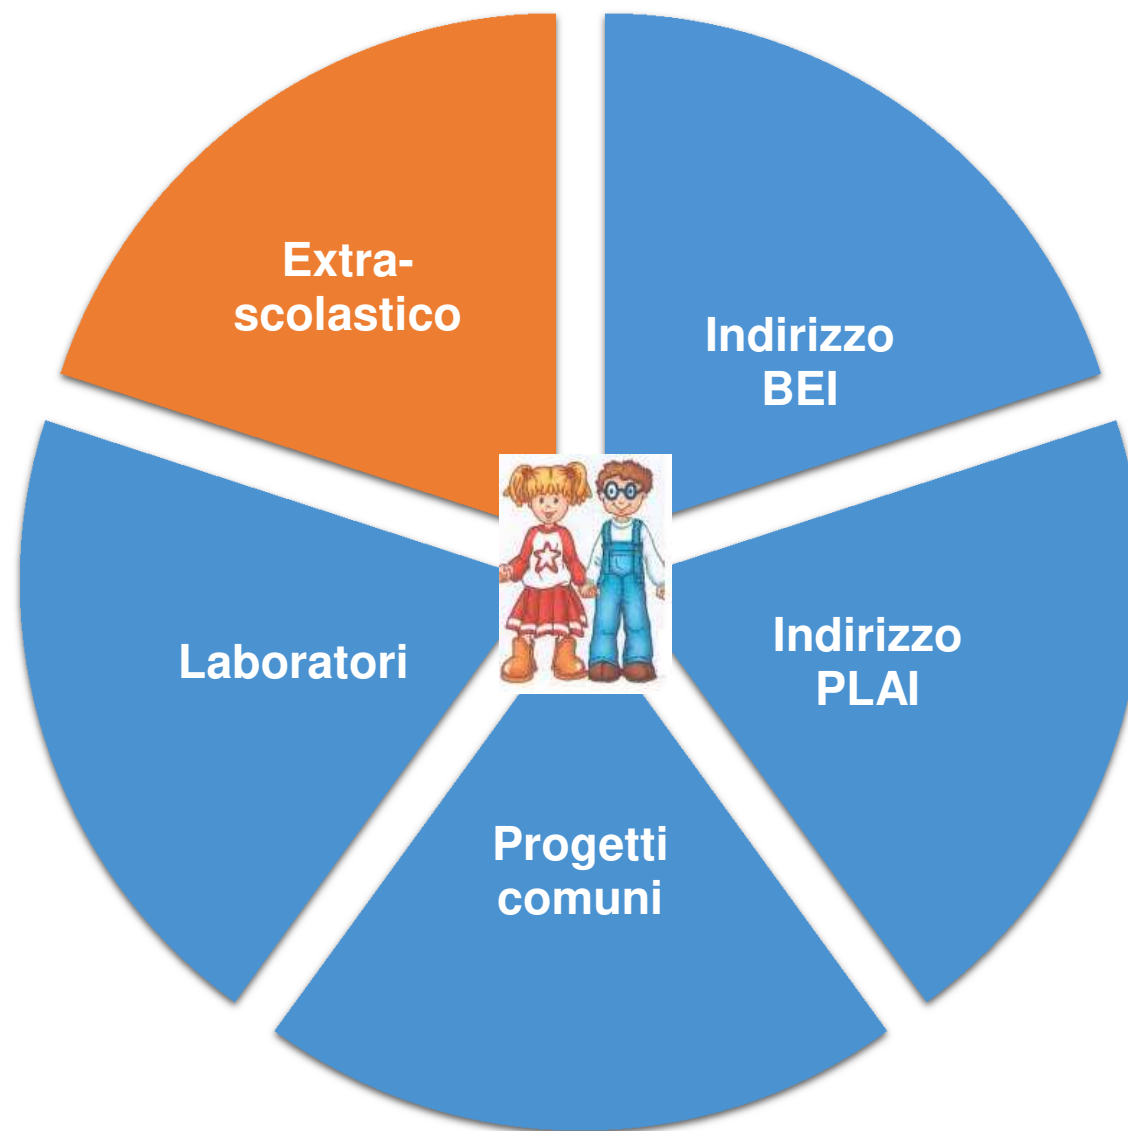 Extra-
scolastico
Indirizzo
BEI
Indirizzo
PLAI
Progetti
comuni
Laboratori